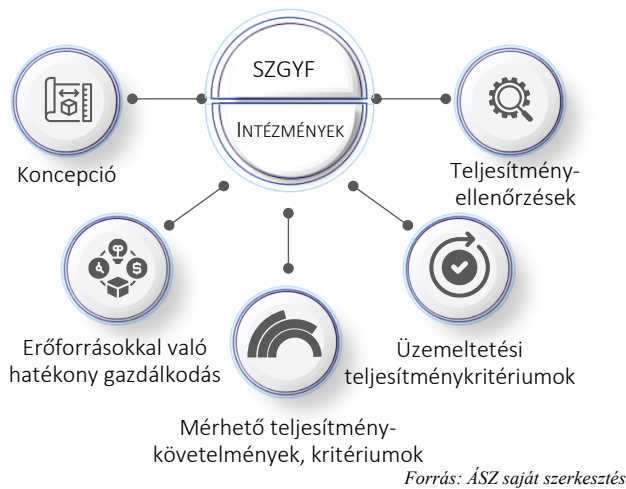 SZGYF
INTÉZMÉNYEK
Koncepció
Teljesítmény-
ellenőrzések
Erőforrásokkal való
hatékony gazdálkodás
Üzemeltetési
teljesítménykritériumok
Mérhető teljesítmény-
követelmények, kritériumok
Forrás: ÁSZ saját szerkesztés